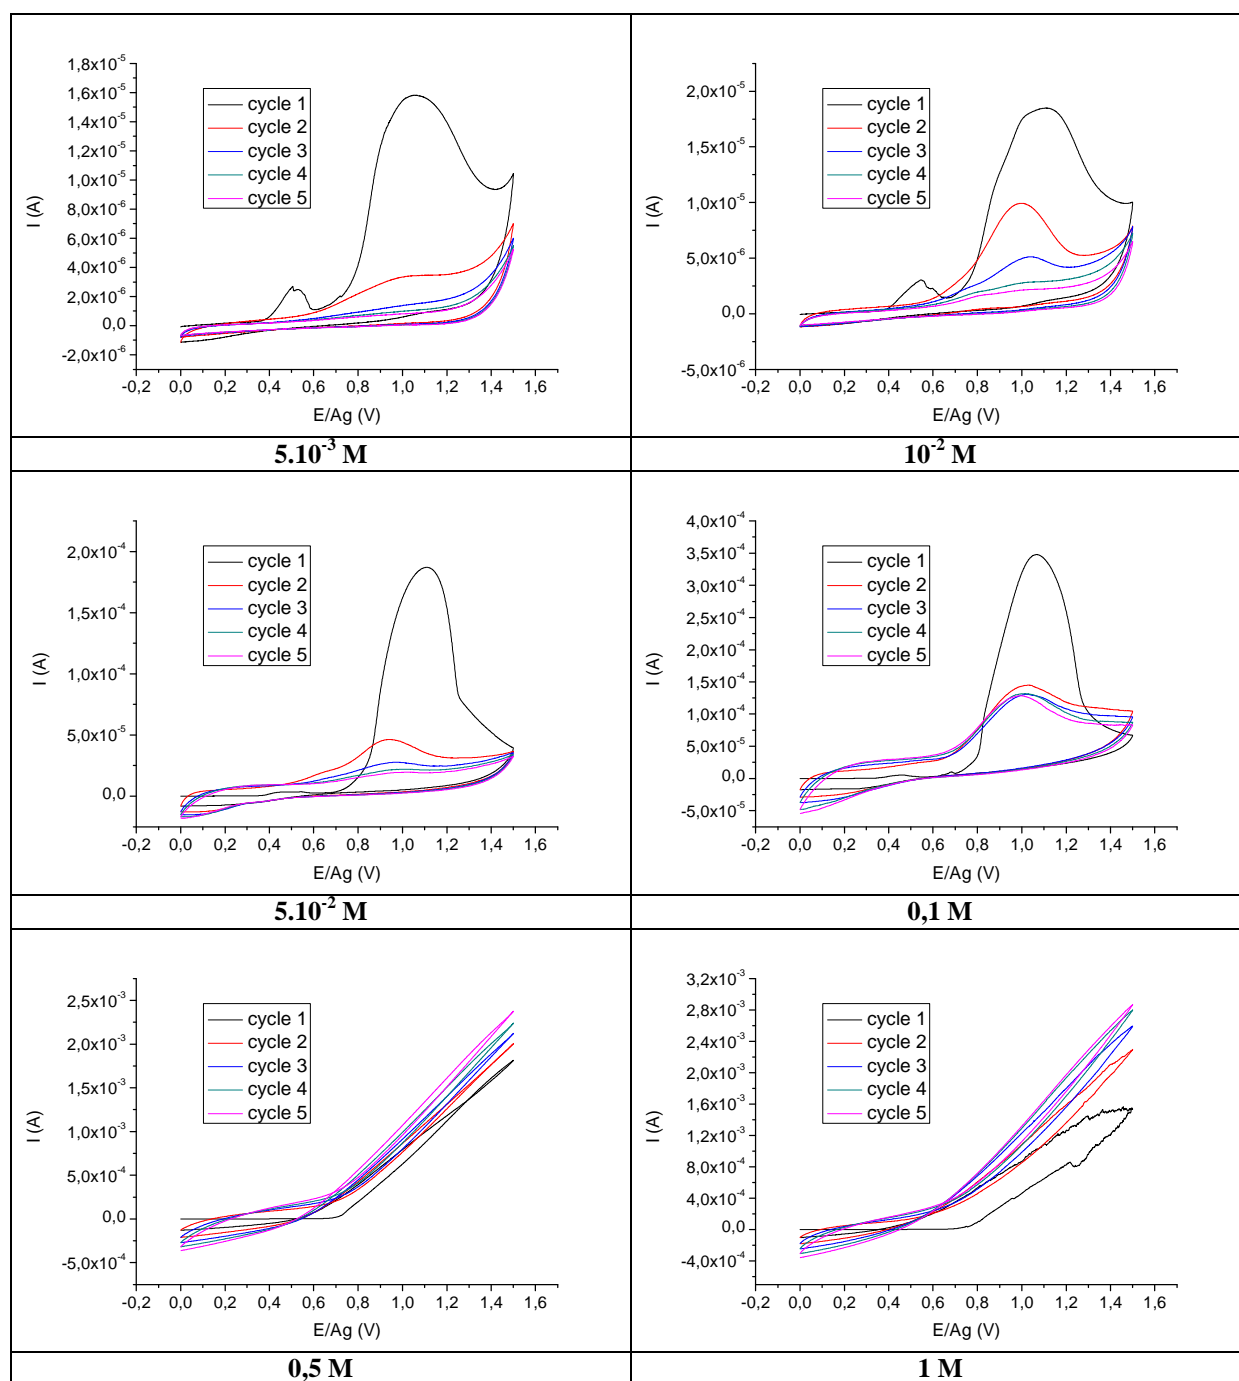 1,8x10⁻⁵
1,6x10⁻⁵
1,4x10⁻⁵
1,2x10⁻⁵
1,0x10⁻⁵
8,0x10⁻⁶
6,0x10⁻⁶
4,0x10⁻⁶
2,0x10⁻⁶
0,0
-2,0x10⁻⁶
I (A)
cycle 1
cycle 2
cycle 3
cycle 4
cycle 5
-0,2 0,0 0,2 0,4 0,6 0,8 1,0 1,2 1,4 1,6
E/Ag (V)
5.10⁻³ M
2,0x10⁻⁵
1,5x10⁻⁵
1,0x10⁻⁵
5,0x10⁻⁶
0,0
-5,0x10⁻⁶
I (A)
cycle 1
cycle 2
cycle 3
cycle 4
cycle 5
-0,2 0,0 0,2 0,4 0,6 0,8 1,0 1,2 1,4 1,6
E/Ag (V)
10⁻² M
2,0x10⁻⁴
1,5x10⁻⁴
1,0x10⁻⁴
5,0x10⁻⁵
0,0
I (A)
cycle 1
cycle 2
cycle 3
cycle 4
cycle 5
-0,2 0,0 0,2 0,4 0,6 0,8 1,0 1,2 1,4 1,6
E/Ag (V)
5.10⁻² M
4,0x10⁻⁴
3,5x10⁻⁴
3,0x10⁻⁴
2,5x10⁻⁴
2,0x10⁻⁴
1,5x10⁻⁴
1,0x10⁻⁴
5,0x10⁻⁵
0,0
-5,0x10⁻⁵
I (A)
cycle 1
cycle 2
cycle 3
cycle 4
cycle 5
-0,2 0,0 0,2 0,4 0,6 0,8 1,0 1,2 1,4 1,6
E/Ag (V)
0,1 M
2,5x10⁻³
2,0x10⁻³
1,5x10⁻³
1,0x10⁻³
5,0x10⁻⁴
0,0
-5,0x10⁻⁴
I (A)
cycle 1
cycle 2
cycle 3
cycle 4
cycle 5
-0,2 0,0 0,2 0,4 0,6 0,8 1,0 1,2 1,4 1,6
E/Ag (V)
0,5 M
3,2x10⁻³
2,8x10⁻³
2,4x10⁻³
2,0x10⁻³
1,6x10⁻³
1,2x10⁻³
8,0x10⁻⁴
4,0x10⁻⁴
0,0
-4,0x10⁻⁴
I (A)
cycle 1
cycle 2
cycle 3
cycle 4
cycle 5
-0,2 0,0 0,2 0,4 0,6 0,8 1,0 1,2 1,4 1,6
E/Ag (V)
1 M